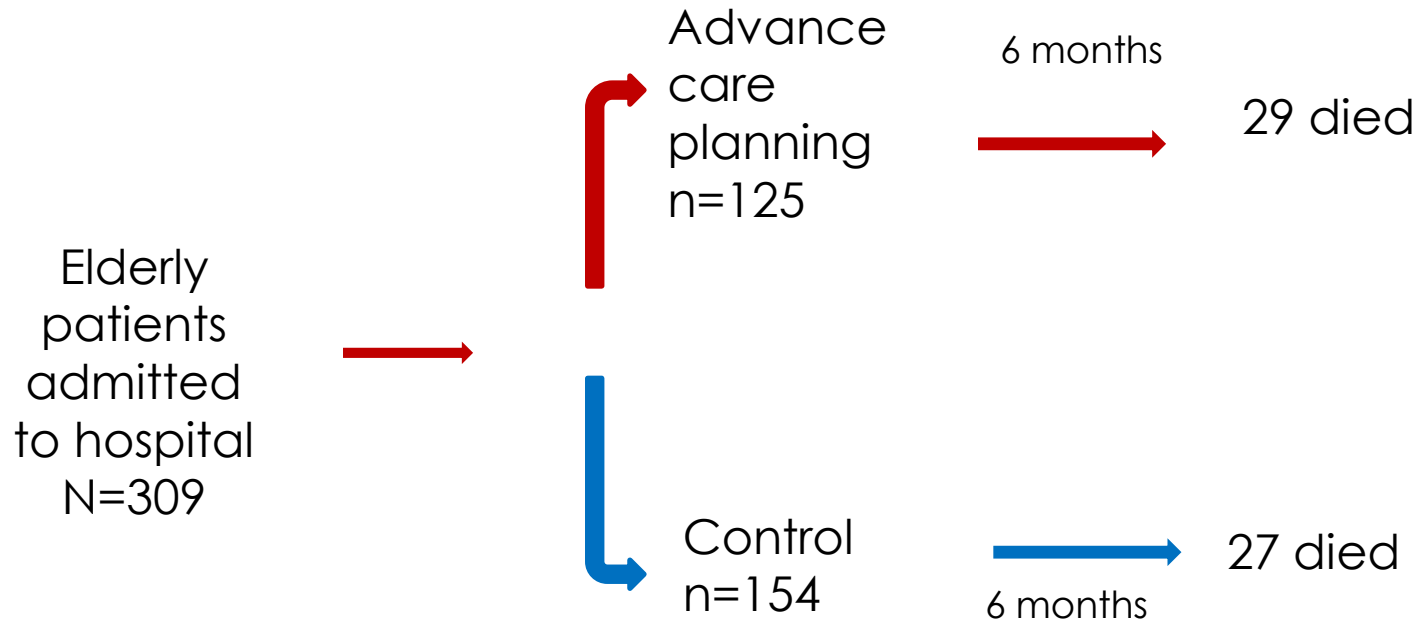 Elderly
patients
admitted
to hospital
N=309
Advance
care
planning
n=125
6 months
29 died
Control
n=154
6 months
27 died